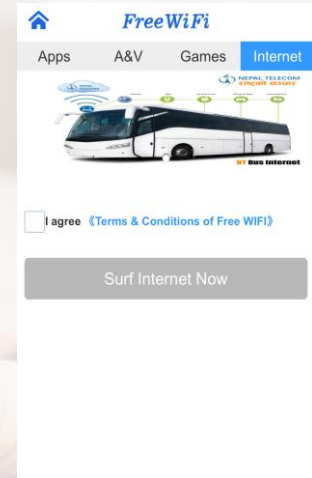 FreeWiFi
Apps A&V Games Internet
NEPAL TELECOM
NT Bus Internet
I agree 《Terms & Conditions of Free WIFI》
Surf Internet Now